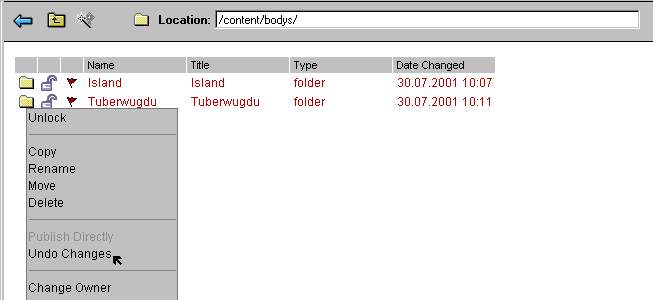 Location: /content/bodys/
Name Title Type Date Changed
Island Island folder 30.07.2001 10:07
Tuberwugdu Tuberwugdu folder 30.07.2001 10:11
Unlock
Copy
Rename
Move
Delete
Publish Directly
Undo Changes
Change Owner